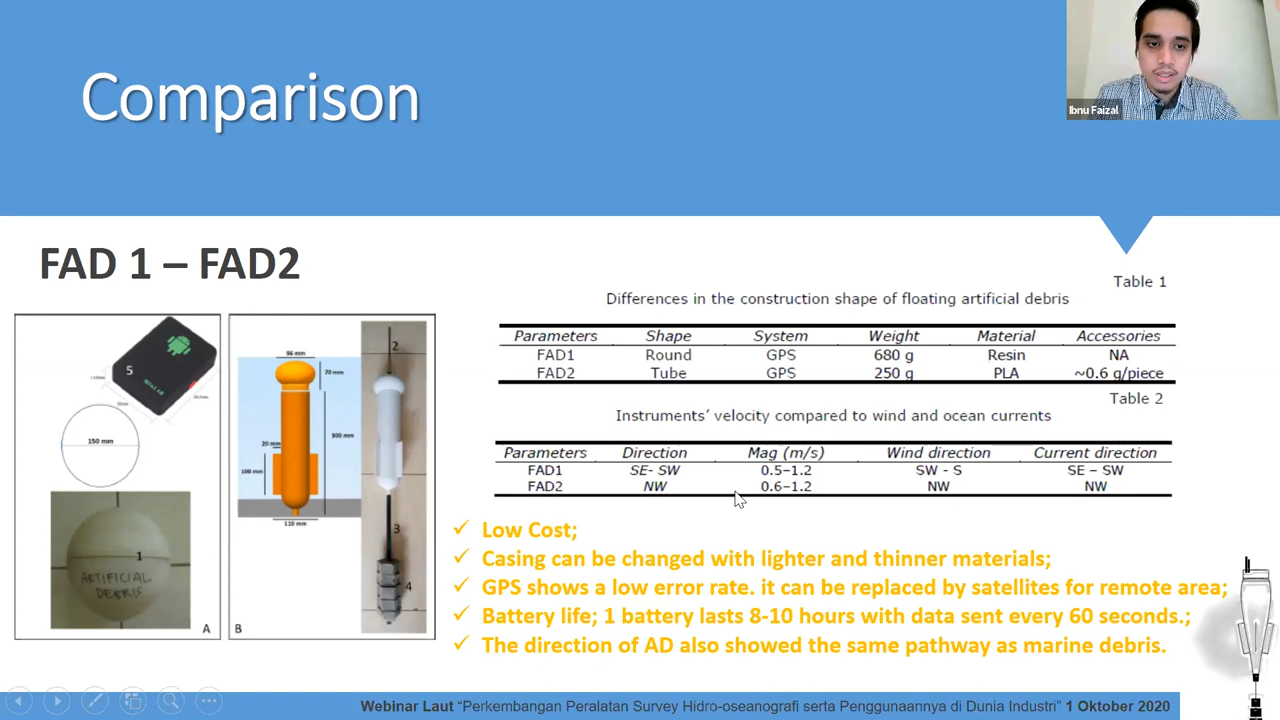 Comparison
Ibnu Faizal
FAD 1 – FAD2
5
150 mm
1
ARTIFICIAL
DEBRIS
A
96 mm
70 mm
300 mm
20 mm
100 mm
110 mm
2
3
4
B
Table 1
Differences in the construction shape of floating artificial debris
Parameters Shape System Weight Material Accessories
FAD1 Round GPS 680 g Resin NA
FAD2 Tube GPS 250 g PLA ~0.6 g/piece
Table 2
Instruments' velocity compared to wind and ocean currents
Parameters Direction Mag (m/s) Wind direction Current direction
FAD1 SE- SW 0.5–1.2 SW - S SE – SW
FAD2 NW 0.6–1.2 NW NW
✓ Low Cost;
✓ Casing can be changed with lighter and thinner materials;
✓ GPS shows a low error rate. it can be replaced by satellites for remote area;
✓ Battery life; 1 battery lasts 8-10 hours with data sent every 60 seconds.;
✓ The direction of AD also showed the same pathway as marine debris.
Webinar Laut “Perkembangan Peralatan Survey Hidro-oseanografi serta Penggunaannya di Dunia Industri” 1 Oktober 2020